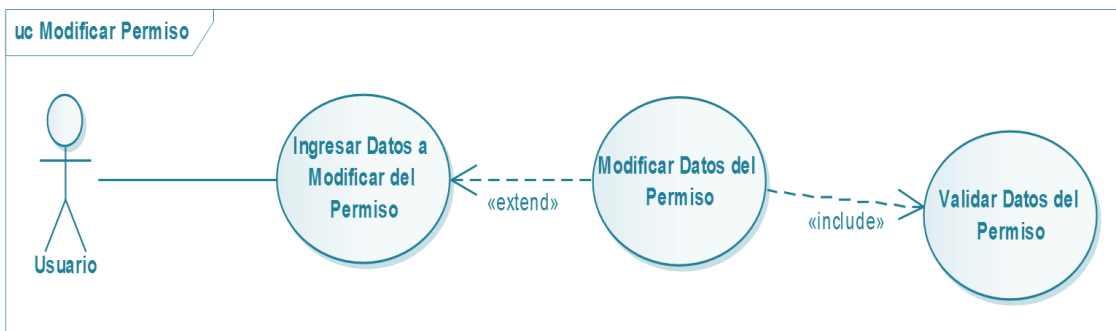 uc Modificar Permiso
Usuario
Ingresar Datos a
Modificar del
Permiso
«extend»
Modificar Datos del
Permiso
«include»
Validar Datos del
Permiso